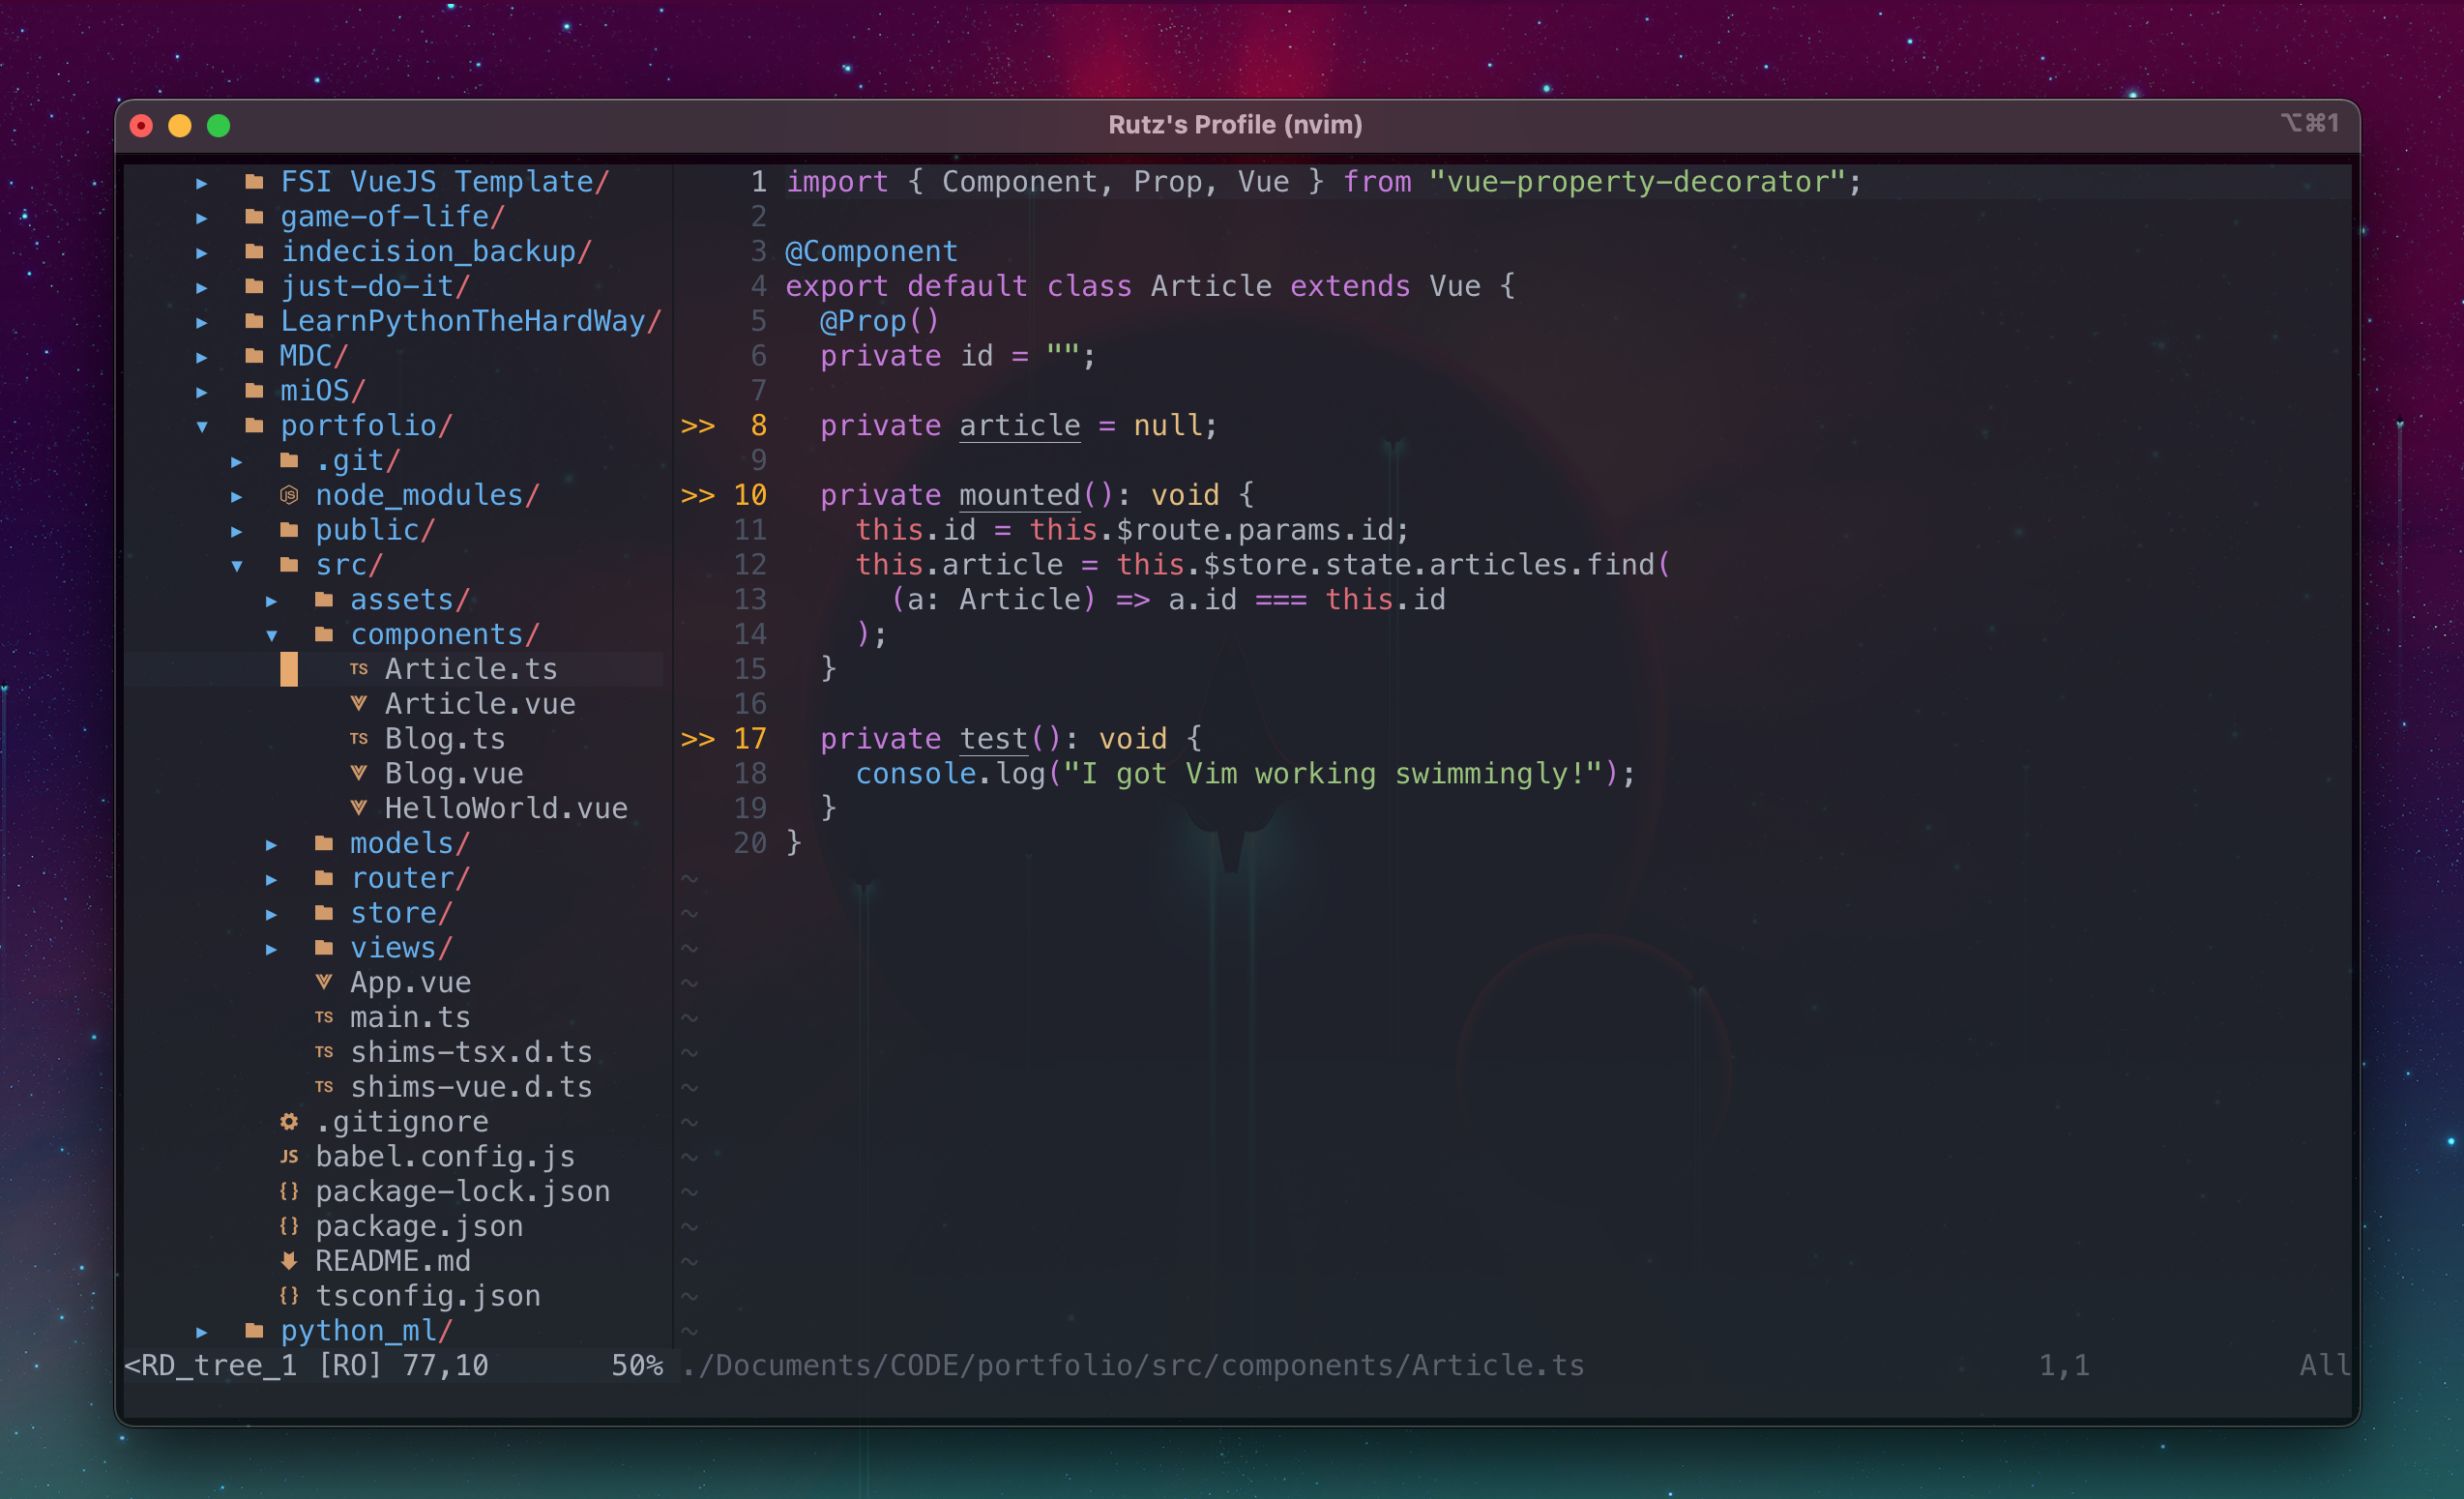 Rutz's Profile (nvim)
⌥⌘1
▸ FSI VueJS Template/
▸ game-of-life/
▸ indecision_backup/
▸ just-do-it/
▸ LearnPythonTheHardWay/
▸ MDC/
▸ miOS/
▾ portfolio/
▸ .git/
▸ JS node_modules/
▸ public/
▾ src/
▸ assets/
▾ components/
TS Article.ts
Article.vue
TS Blog.ts
Blog.vue
HelloWorld.vue
▸ models/
▸ router/
▸ store/
▸ views/
App.vue
TS main.ts
TS shims-tsx.d.ts
TS shims-vue.d.ts
.gitignore
JS babel.config.js
{} package-lock.json
{} package.json
README.md
{} tsconfig.json
▸ python_ml/
<RD_tree_1 [RO] 77,10 50%
1 import { Component, Prop, Vue } from "vue-property-decorator";
2
3 @Component
4 export default class Article extends Vue {
5   @Prop()
6   private id = "";
7
>> 8   private article = null;
9
>> 10   private mounted(): void {
11     this.id = this.$route.params.id;
12     this.article = this.$store.state.articles.find(
13       (a: Article) => a.id === this.id
14     );
15   }
16
>> 17   private test(): void {
18     console.log("I got Vim working swimmingly!");
19   }
20 }
~
~
~
~
~
~
~
~
~
~
~
~
~
~
./Documents/CODE/portfolio/src/components/Article.ts 1,1 All